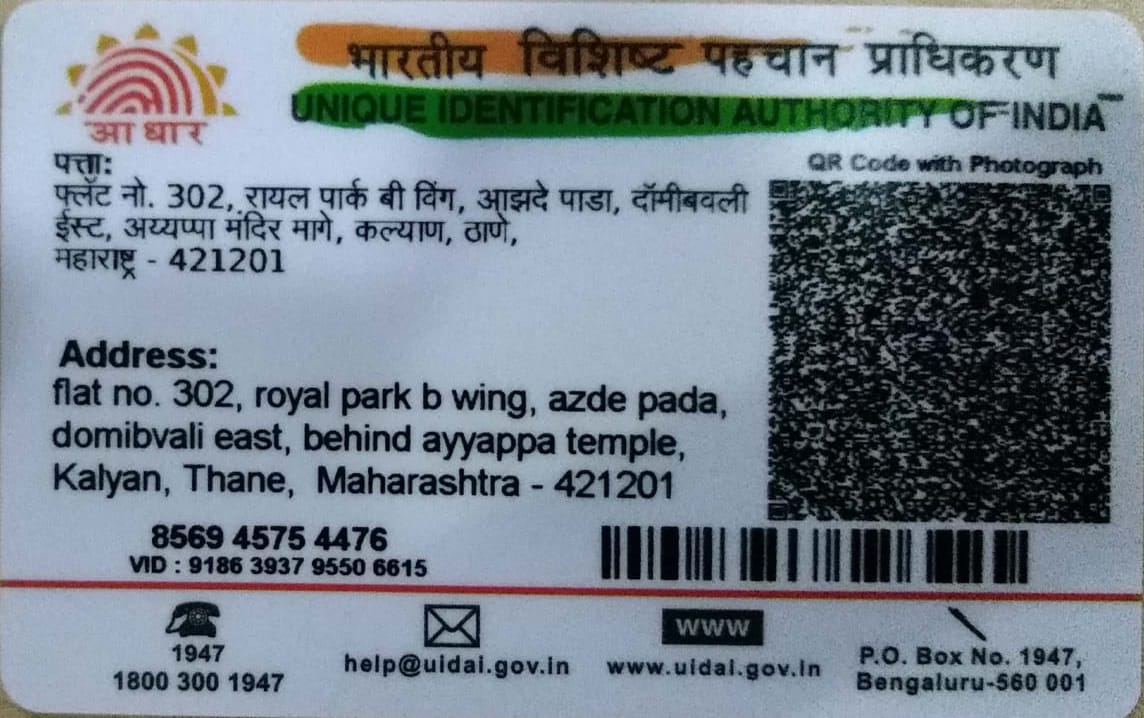 भारतीय विशिष्ट पहचान प्राधिकरण
UNIQUE IDENTIFICATION AUTHORITY OF INDIA
आधार
पत्ता:
फ्लॅट नो. 302, रायल पार्क बी विंग, आझदे पाडा, दॉमीबवली
ईस्ट, अय्यप्पा मंदिर मागे, कल्याण, ठाणे,
महाराष्ट्र - 421201
QR Code with Photograph
Address:
flat no. 302, royal park b wing, azde pada,
domibvali east, behind ayyappa temple,
Kalyan, Thane, Maharashtra - 421201
8569 4575 4476
VID : 9186 3937 9550 6615
1947
1800 300 1947
help@uidai.gov.in
www
www.uidai.gov.in
P.O. Box No. 1947,
Bengaluru-560 001